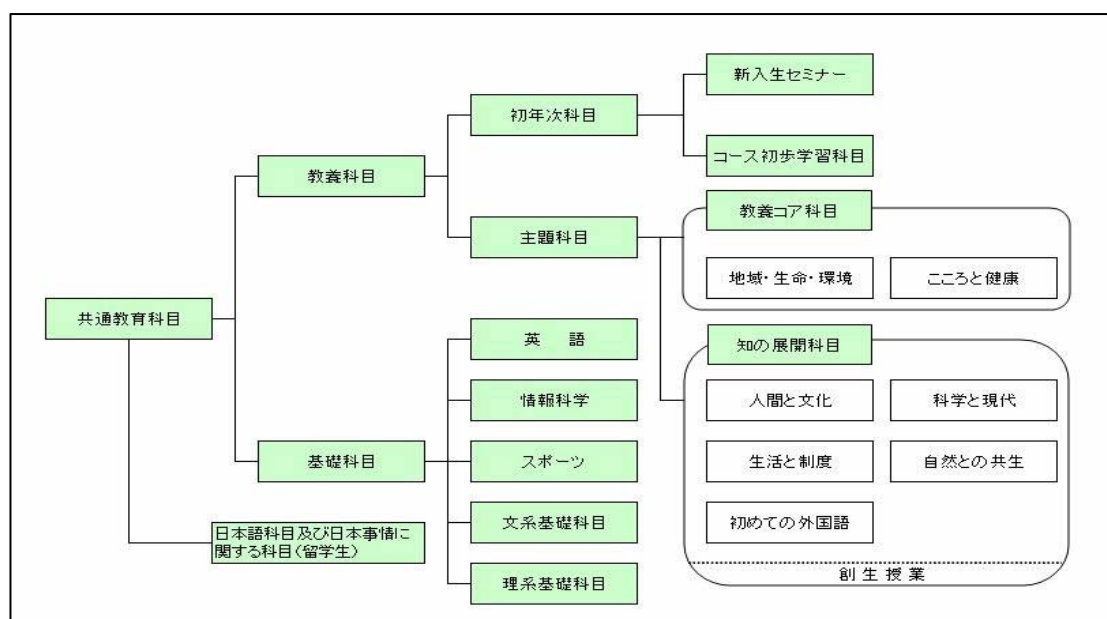 共通教育科目
教養科目
初年次科目
新入生セミナー
コース初歩学習科目
主題科目
教養コア科目
地域・生命・環境
こころと健康
知の展開科目
人間と文化
科学と現代
生活と制度
自然との共生
初めての外国語
創生授業
基礎科目
英　語
情報科学
スポーツ
文系基礎科目
理系基礎科目
日本語科目及び日本事情に
関する科目(留学生)